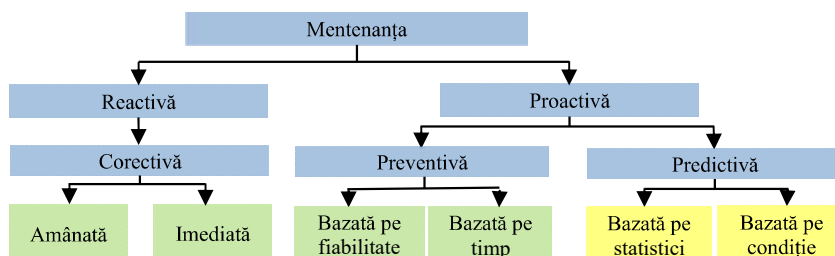 Mentenanța
Reactivă
Proactivă
Corectivă
Preventivă
Predictivă
Amânată
Imediată
Bazată pe
fiabilitate
Bazată pe
timp
Bazată pe
statistici
Bazată pe
condiție